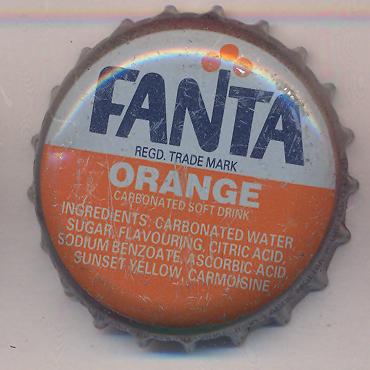 FANTA
REGD. TRADE MARK
ORANGE
CARBONATED SOFT DRINK
INGREDIENTS: CARBONATED WATER,
SUGAR, FLAVOURING, CITRIC ACID,
SODIUM BENZOATE, ASCORBIC ACID,
SUNSET YELLOW, CARMOISINE